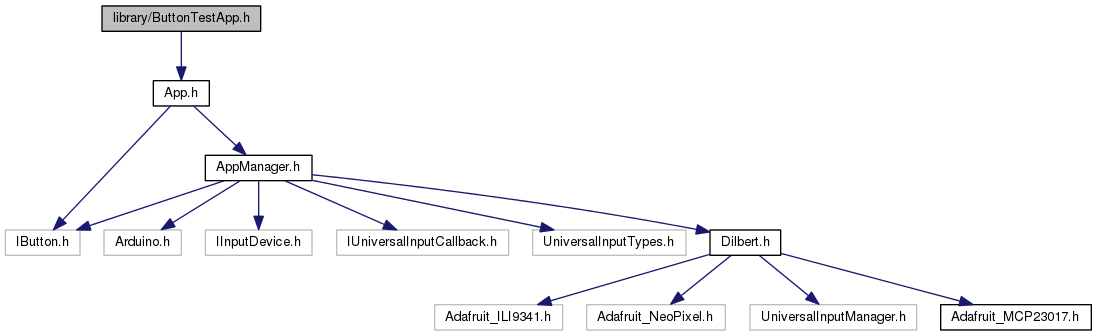 library/ButtonTestApp.h
App.h
AppManager.h
IButton.h
Arduino.h
IInputDevice.h
IUniversalInputCallback.h
UniversalInputTypes.h
Dilbert.h
Adafruit_ILI9341.h
Adafruit_NeoPixel.h
UniversalInputManager.h
Adafruit_MCP23017.h